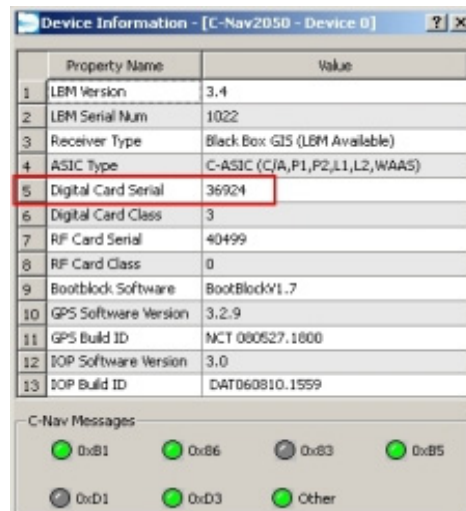 Device Information - [C-Nav2050 - Device 0] ? X
Property Name Value
1 LBM Version 3.4
2 LBM Serial Num 1022
3 Receiver Type Black Box GIS (LBM Available)
4 ASIC Type C-ASIC (C/A,P1,P2,L1,L2,WAAS)
5 Digital Card Serial 36924
6 Digital Card Class 3
7 RF Card Serial 40499
8 RF Card Class 0
9 Bootblock Software BootBlockV1.7
10 GPS Software Version 3.2.9
11 GPS Build ID NCT 080527.1800
12 IOP Software Version 3.0
13 IOP Build ID DAT060810.1559
C-Nav Messages
0xB1 0x86 0x83 0xB5
0xD1 0xD3 Other